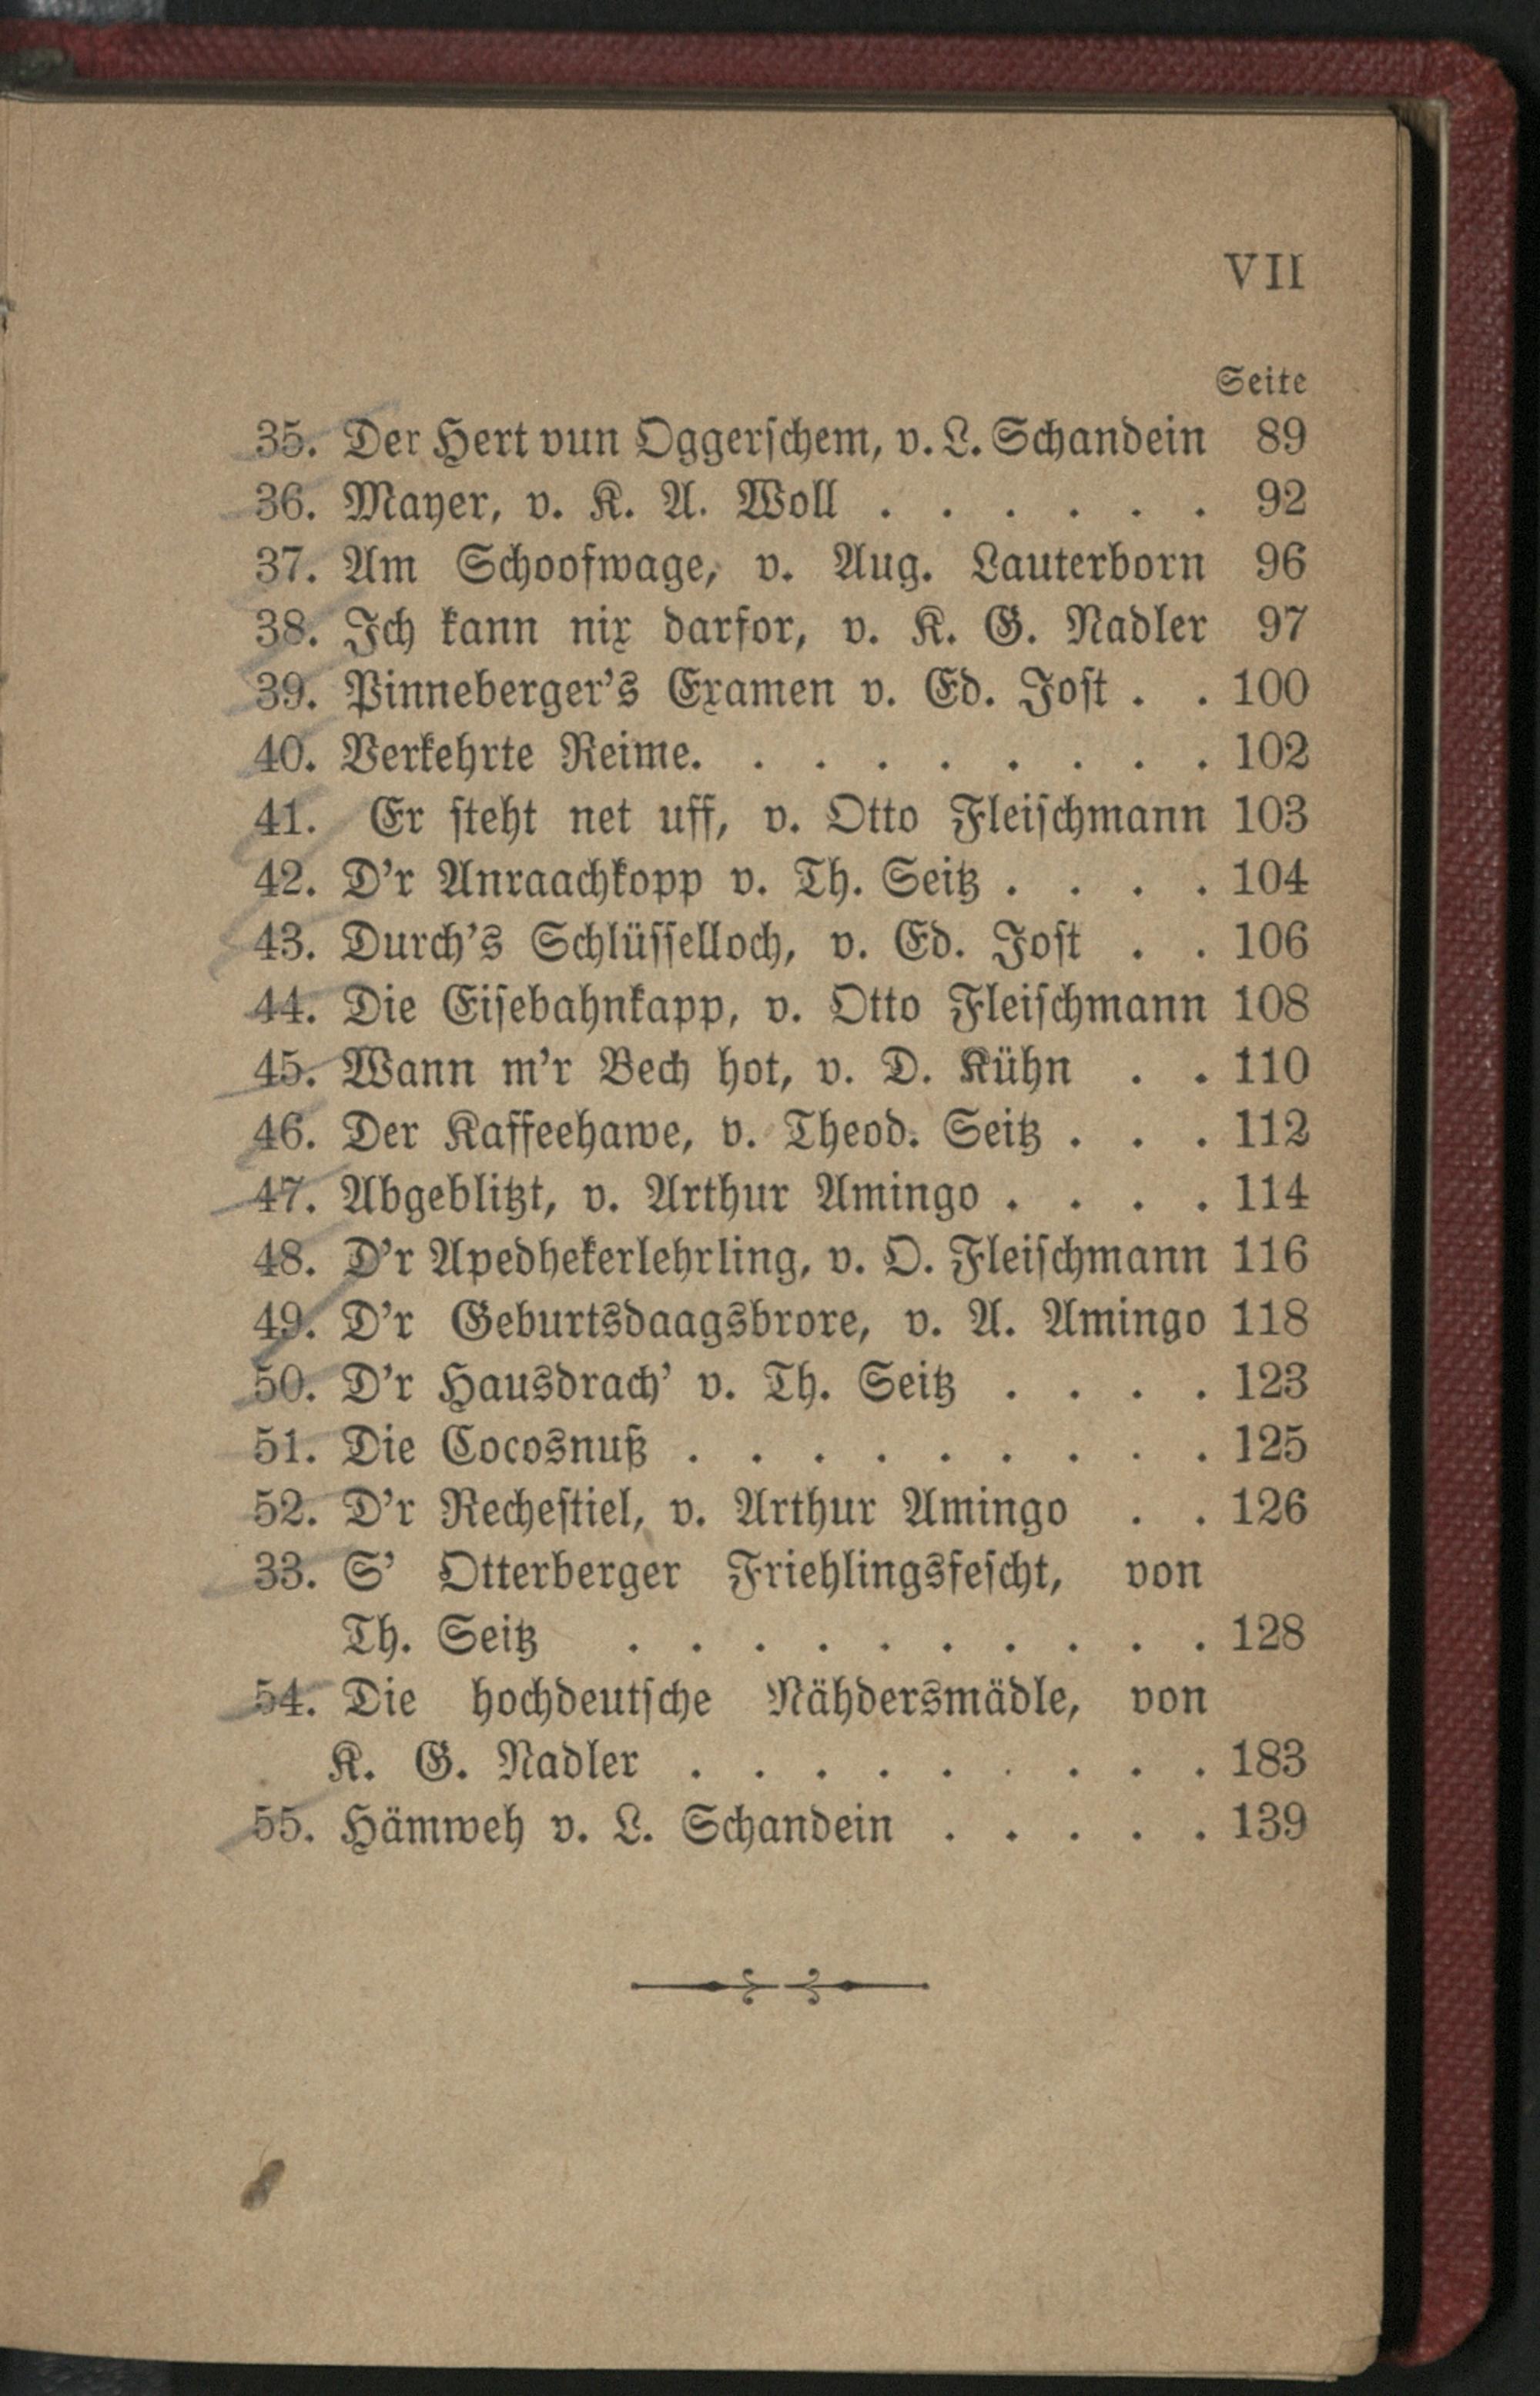 VII
Seite
35. Der Hert vun Oggerschem, v. L. Schandein 89
36. Mayer, v. K. A. Woll . . . . . . 92
37. Am Schoofwage, v. Aug. Lauterborn 96
38. Ich kann nix darfor, v. K. G. Nadler 97
39. Pinneberger's Examen v. Ed. Jost . . 100
40. Verkehrte Reime. . . . . . . . . 102
41. Er steht net uff, v. Otto Fleischmann 103
42. D'r Anraachkopp v. Th. Seitz . . . . 104
43. Durch's Schlüsselloch, v. Ed. Jost . . 106
44. Die Eisebahnkapp, v. Otto Fleischmann 108
45. Wann m'r Bech hot, v. D. Kühn . . 110
46. Der Kaffeehawe, v. Theod. Seitz . . . 112
47. Abgeblitzt, v. Arthur Amingo . . . . 114
48. D'r Apedhekerlehrling, v. O. Fleischmann 116
49. D'r Geburtsdaagsbrore, v. A. Amingo 118
50. D'r Hausdrach' v. Th. Seitz . . . . 123
51. Die Cocosnuß . . . . . . . . . 125
52. D'r Rechestiel, v. Arthur Amingo . . 126
33. S' Otterberger Friehlingsfescht, von
Th. Seitz . . . . . . . . . . 128
54. Die hochdeutsche Nähdersmädle, von
K. G. Nadler . . . . . . . . . 183
55. Hämweh v. L. Schandein . . . . . 139